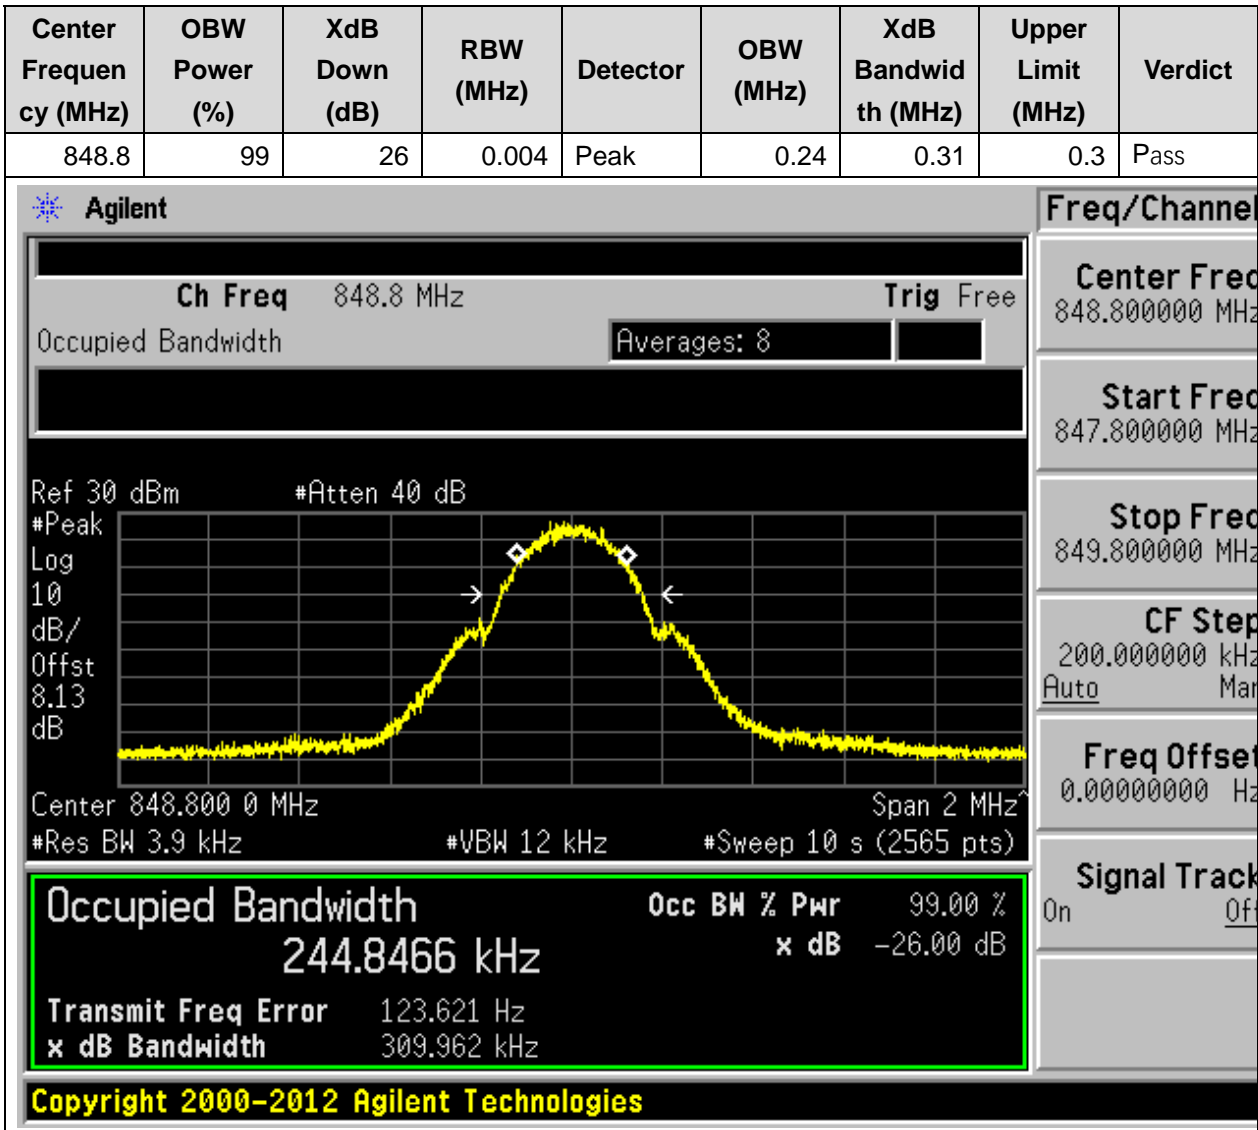 Center Frequen cy (MHz) OBW Power (%) XdB Down (dB) RBW (MHz) Detector OBW (MHz) XdB Bandwid th (MHz) Upper Limit (MHz) Verdict
848.8 99 26 0.004 Peak 0.24 0.31 0.3 Pass
Agilent
Freq/Channel
Ch Freq 848.8 MHz Trig Free
Occupied Bandwidth Averages: 8
Center Freq
848.800000 MHz
Start Freq
847.800000 MHz
Stop Freq
849.800000 MHz
CF Step
200.000000 kHz
Auto Man
Freq Offset
0.00000000 Hz
Signal Track
On Off
Ref 30 dBm #Atten 40 dB
#Peak
Log
10
dB/
Offst
8.13
dB
Center 848.800 0 MHz Span 2 MHz^
#Res BW 3.9 kHz #VBW 12 kHz #Sweep 10 s (2565 pts)
Occupied Bandwidth
244.8466 kHz
Occ BW % Pwr 99.00 %
x dB -26.00 dB
Transmit Freq Error 123.621 Hz
x dB Bandwidth 309.962 kHz
Copyright 2000-2012 Agilent Technologies